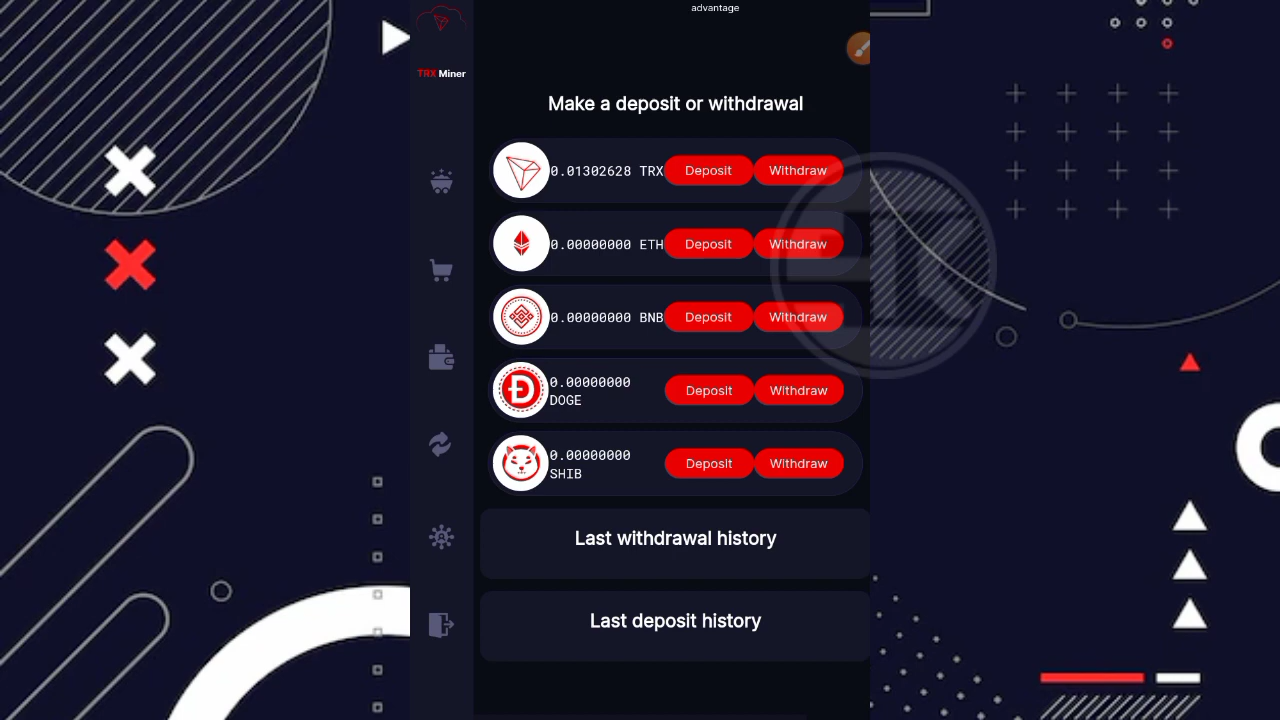 advantage
TRX Miner
Make a deposit or withdrawal
0.01302628 TRX Deposit Withdraw
0.00000000 ETH Deposit Withdraw
0.00000000 BNB Deposit Withdraw
0.00000000
DOGE Deposit Withdraw
0.00000000
SHIB Deposit Withdraw
Last withdrawal history
Last deposit history